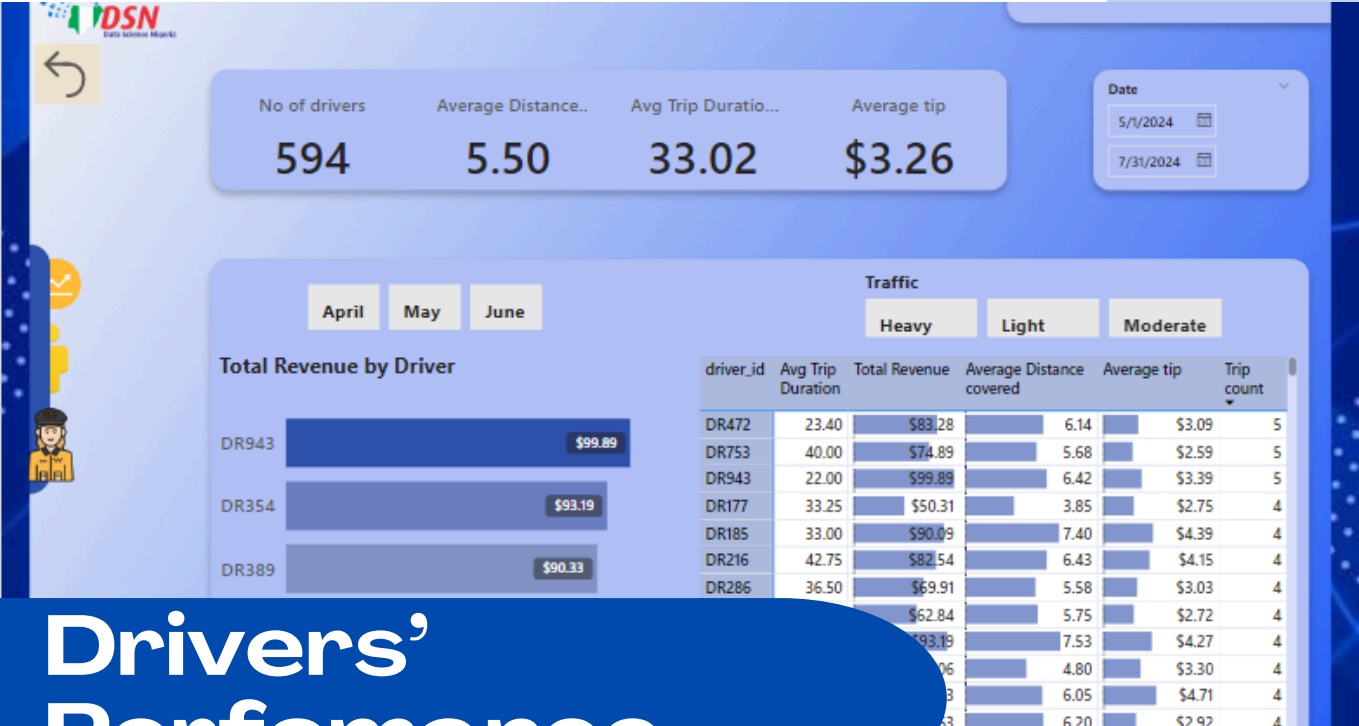 DSN
Data Science Nigeria
No of drivers
Average Distance..
Avg Trip Duratio...
Average tip
594
5.50
33.02
$3.26
Date
5/1/2024
7/31/2024
April
May
June
Traffic
Heavy
Light
Moderate
Total Revenue by Driver
DR943
$99.89
DR354
$93.19
DR389
$90.33
driver_id Avg Trip Total Revenue Average Distance Average tip Trip
Duration covered count
DR472 23.40 $83.28 6.14 $3.09 5
DR753 40.00 $74.89 5.68 $2.59 5
DR943 22.00 $99.89 6.42 $3.39 5
DR177 33.25 $50.31 3.85 $2.75 4
DR185 33.00 $90.09 7.40 $4.39 4
DR216 42.75 $82.54 6.43 $4.15 4
DR286 36.50 $69.91 5.58 $3.03 4
$62.84 5.75 $2.72 4
$93.19 7.53 $4.27 4
06 4.80 $3.30 4
3 6.05 $4.71 4
53 6.20 $2.92 4
Drivers’
Perfomance